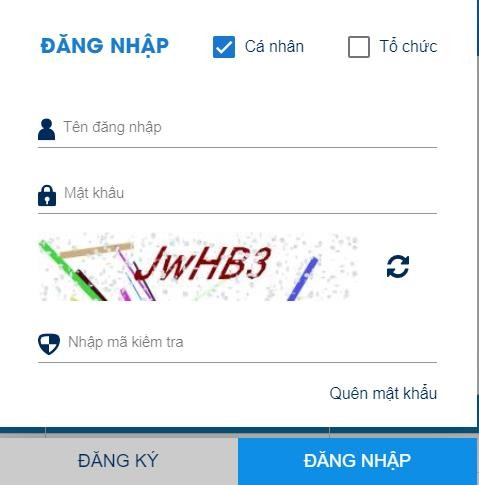 ĐĂNG NHẬP Cá nhân Tổ chức
Tên đăng nhập
Mật khẩu
JwHB3
Nhập mã kiểm tra
Quên mật khẩu
ĐĂNG KÝ ĐĂNG NHẬP